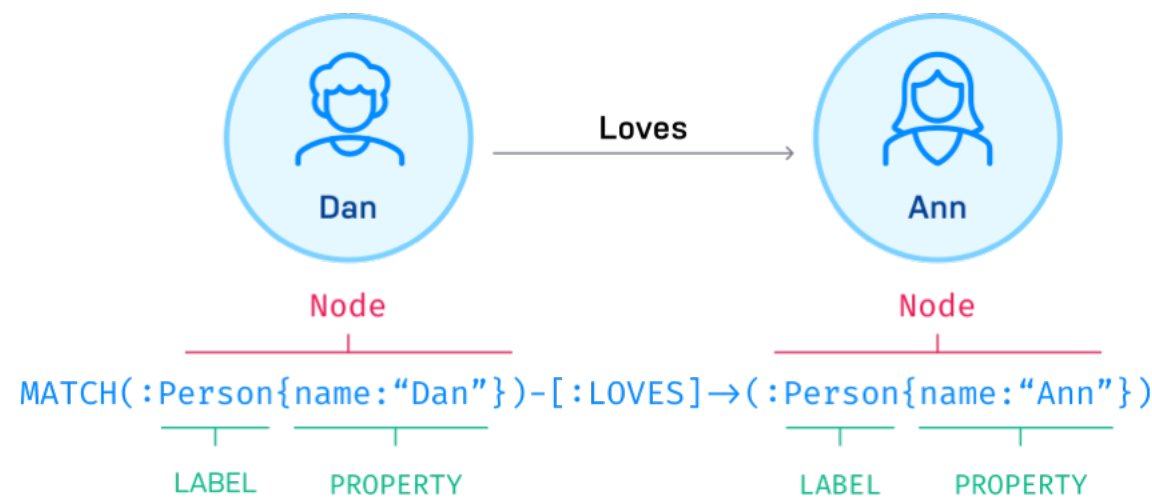 Loves
Dan Ann
Node Node
MATCH(:Person{name:“Dan”})-[:LOVES]→(:Person{name:“Ann”})
LABEL PROPERTY LABEL PROPERTY